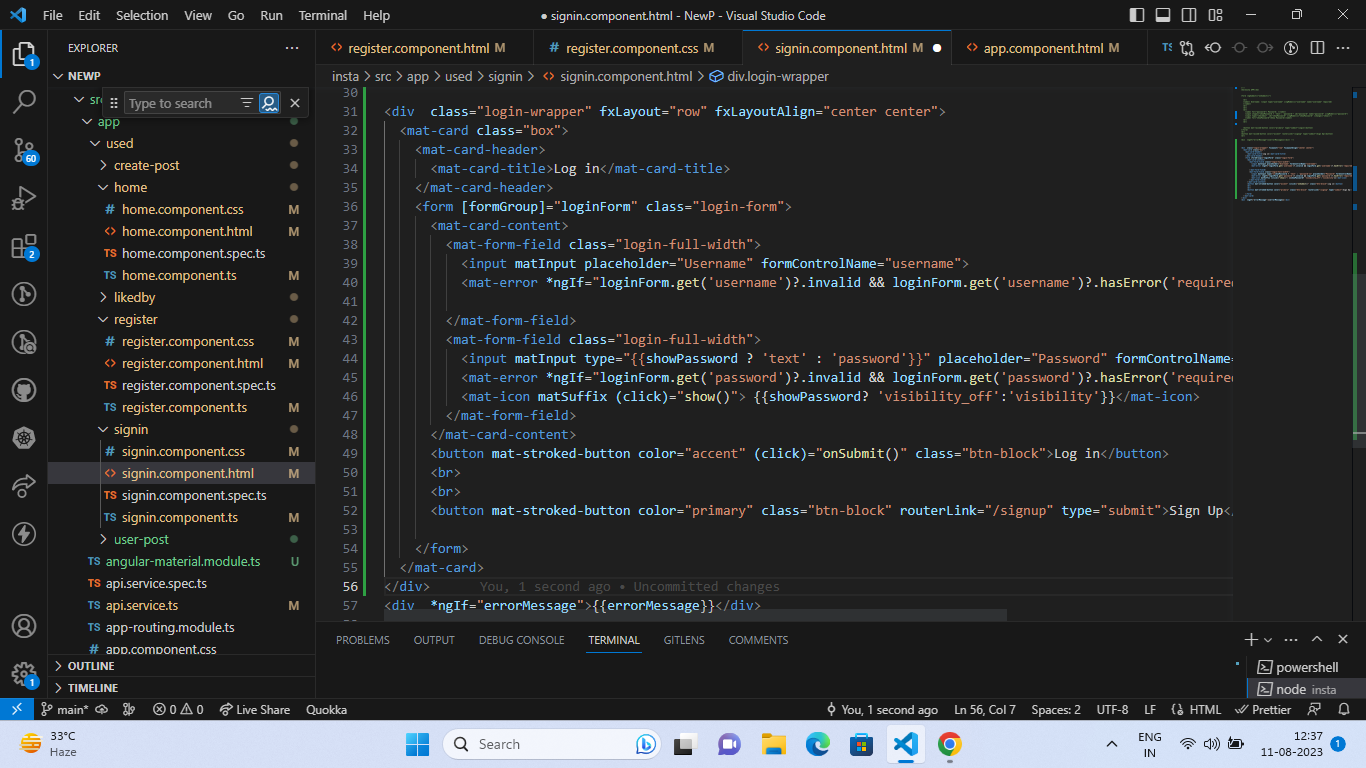 File Edit Selection View Go Run Terminal Help
● signin.component.html - NewP - Visual Studio Code
EXPLORER
NEWP
src
Type to search
app
used
create-post
home
home.component.css M
home.component.html M
TS home.component.spec.ts
TS home.component.ts M
likedby
register
# register.component.css M
register.component.html M
TS register.component.spec.ts
TS register.component.ts M
signin
# signin.component.css M
signin.component.html M
TS signin.component.spec.ts
TS signin.component.ts M
user-post
TS angular-material.module.ts U
TS api.service.spec.ts
TS api.service.ts M
TS app-routing.module.ts
# app.component.css
OUTLINE
TIMELINE
1
60
2
1
register.component.html M
# register.component.css M
signin.component.html M ●
app.component.html M
TS
insta > src > app > used > signin > signin.component.html > div.login-wrapper
30
31 <div  class="login-wrapper" fxLayout="row" fxLayoutAlign="center center">
32 <mat-card class="box">
33 <mat-card-header>
34 <mat-card-title>Log in</mat-card-title>
35 </mat-card-header>
36 <form [formGroup]="loginForm" class="login-form">
37 <mat-card-content>
38 <mat-form-field class="login-full-width">
39 <input matInput placeholder="Username" formControlName="username">
40 <mat-error *ngIf="loginForm.get('username')?.invalid && loginForm.get('username')?.hasError('required
41
42 </mat-form-field>
43 <mat-form-field class="login-full-width">
44 <input matInput type="{{showPassword ? 'text' : 'password'}}" placeholder="Password" formControlName=
45 <mat-error *ngIf="loginForm.get('password')?.invalid && loginForm.get('password')?.hasError('required
46 <mat-icon matSuffix (click)="show()"> {{showPassword? 'visibility_off':'visibility'}}</mat-icon>
47 </mat-form-field>
48 </mat-card-content>
49 <button mat-stroked-button color="accent" (click)="onSubmit()" class="btn-block">Log in</button>
50 <br>
51 <br>
52 <button mat-stroked-button color="primary" class="btn-block" routerLink="/signup" type="submit">Sign Up</
53
54 </form>
55 </mat-card>
56 </div> You, 1 second ago • Uncommitted changes
57 <div  *ngIf="errorMessage">{{errorMessage}}</div>
PROBLEMS OUTPUT DEBUG CONSOLE TERMINAL GITLENS COMMENTS
powershell
node insta
main* 0 0 Live Share Quokka
You, 1 second ago Ln 56, Col 7 Spaces: 2 UTF-8 LF HTML Prettier
33°C
Haze
Search
ENG
IN
12:37
11-08-2023
1